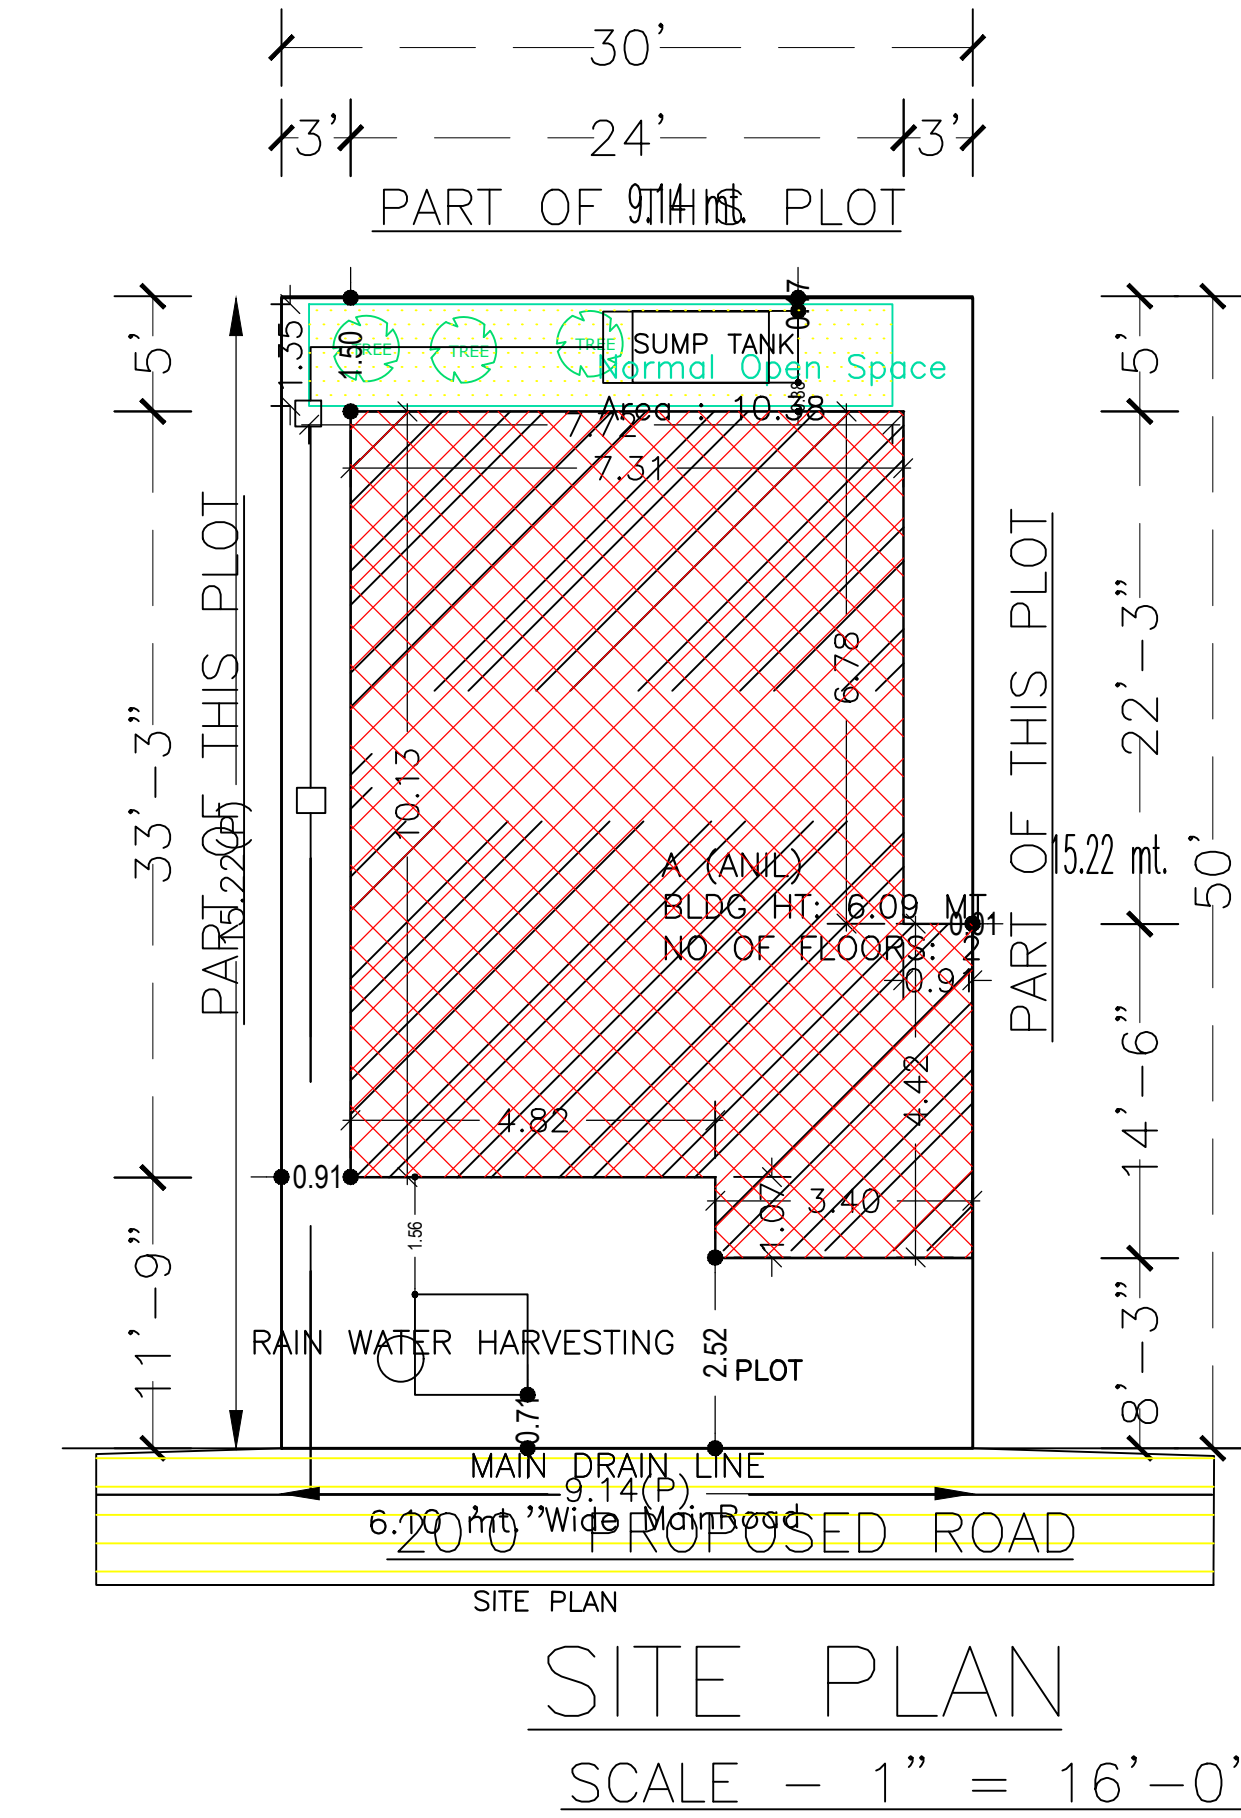 30'
3' 24' 3'
PART OF THIS PLOT
9.14 mt.
5'
1.35
TREE
1.50
TREE
TREE
SUMP TANK
Normal Open Space
Area : 10.38
7.72
7.31
5'
50'
PART OF THIS PLOT
15.22(P)
33'-3"
10.13
6.78
PART OF THIS PLOT
22'-3"
15.22 mt.
A (ANIL)
BLDG HT: 6.09 MT
NO OF FLOORS: 2
0.91
0.91
4.42
14'-6"
4.82
0.91
1.07
3.40
1.56
11'-9"
RAIN WATER HARVESTING
2.52
PLOT
0.71
8'-3"
MAIN DRAIN LINE
9.14(P)
6.10 mt. Wide MainRoad
20'0" PROPOSED ROAD
SITE PLAN
SITE PLAN
SCALE - 1" = 16'-0'